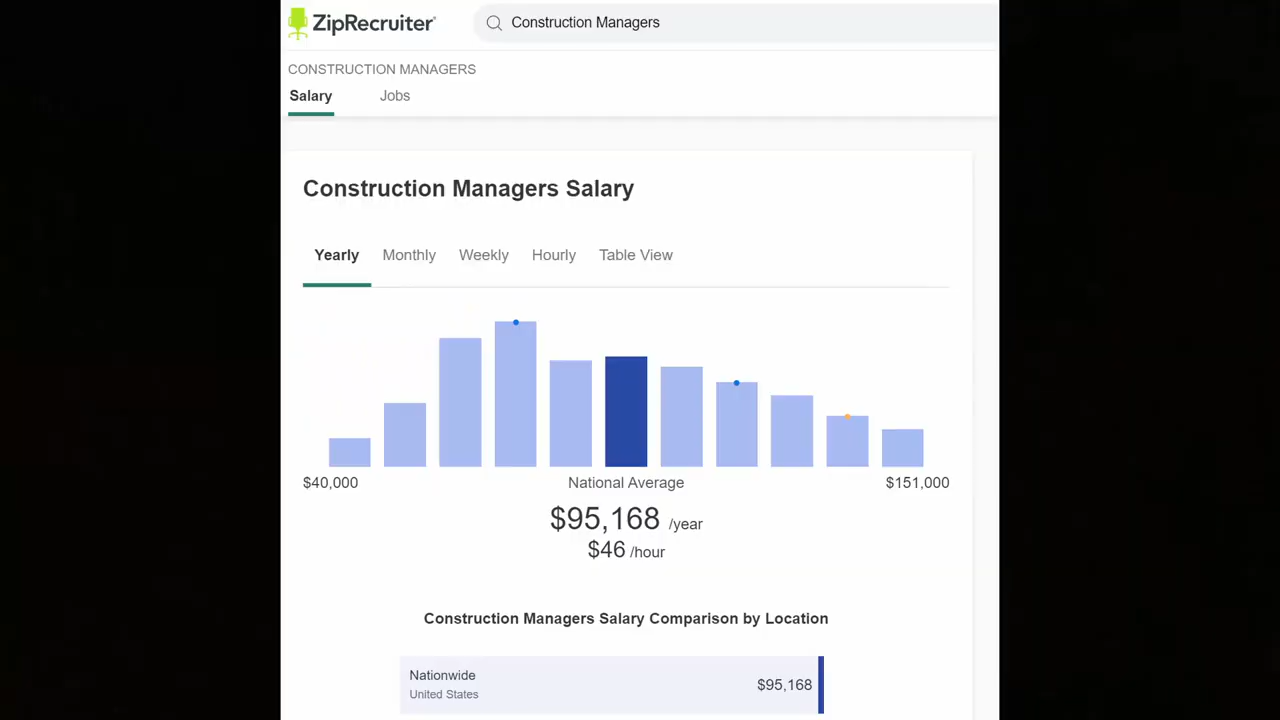 ZipRecruiter
Construction Managers
CONSTRUCTION MANAGERS
Salary Jobs
Construction Managers Salary
Yearly Monthly Weekly Hourly Table View
$40,000 National Average $151,000
$95,168 /year
$46 /hour
Construction Managers Salary Comparison by Location
Nationwide
United States
$95,168